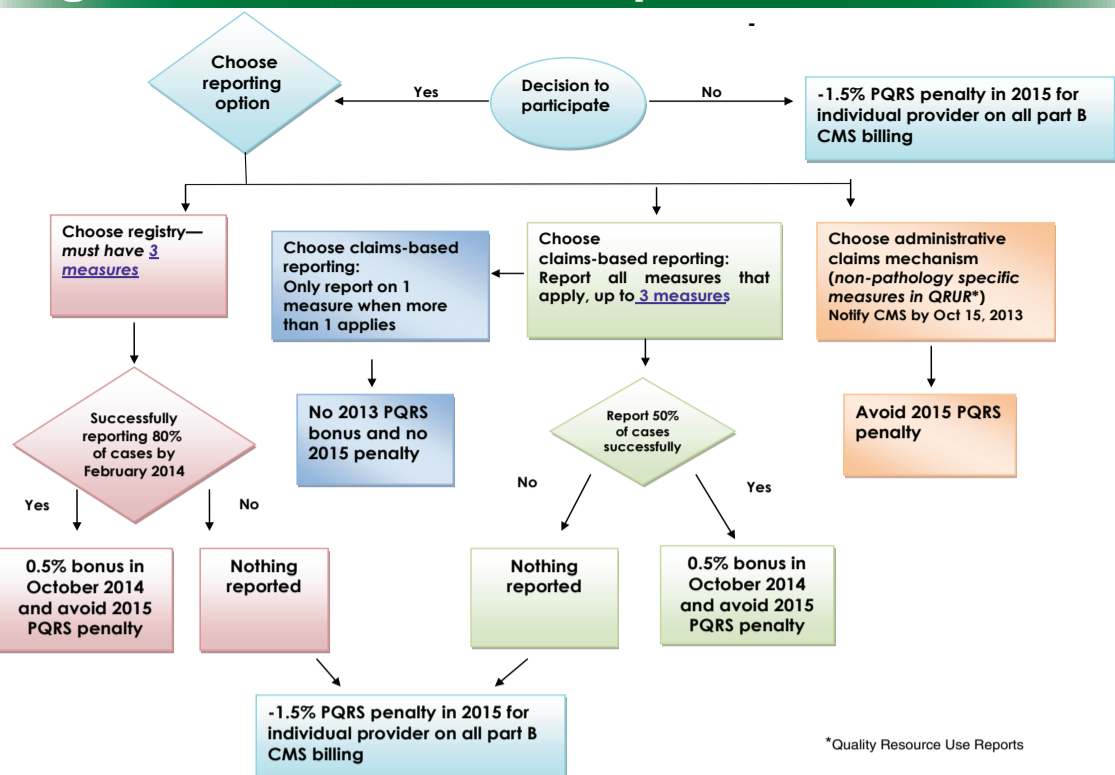 -
Choose
reporting
option
Yes
Decision to
participate
No
-1.5% PQRS penalty in 2015 for
individual provider on all part B
CMS billing
Choose registry—
must have 3
measures
Choose claims-based
reporting:
Only report on 1
measure when more
than 1 applies
Choose
claims-based reporting:
Report all measures that
apply, up to 3 measures
Choose administrative
claims mechanism
(non-pathology specific
measures in QRUR*)
Notify CMS by Oct 15, 2013
Successfully
reporting 80%
of cases by
February 2014
No 2013 PQRS
bonus and no
2015 penalty
Report 50%
of cases
successfully
Avoid 2015 PQRS
penalty
Yes
No
No
Yes
0.5% bonus in
October 2014
and avoid 2015
PQRS penalty
Nothing
reported
Nothing
reported
0.5% bonus in
October 2014
and avoid 2015
PQRS penalty
-1.5% PQRS penalty in 2015 for
individual provider on all part B
CMS billing
*Quality Resource Use Reports